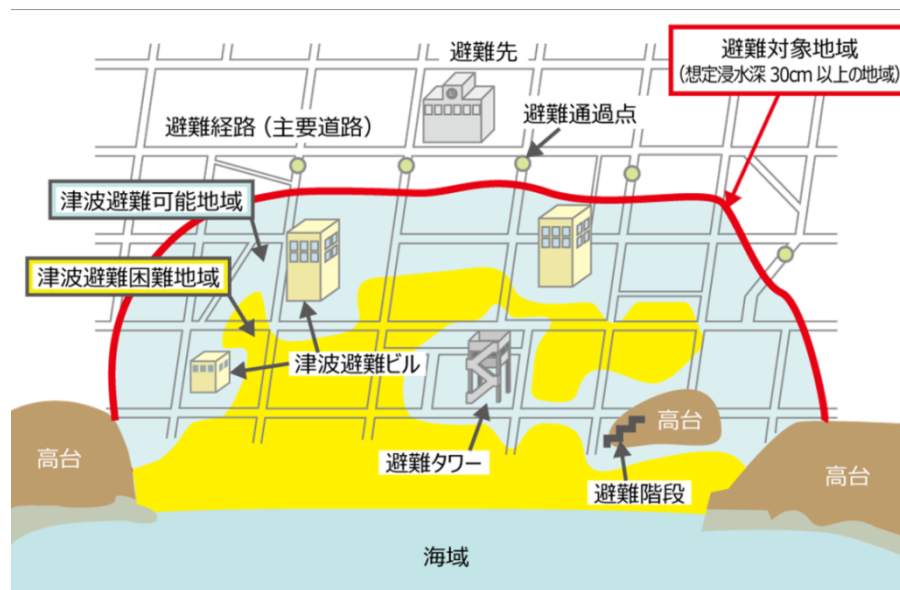 避難先
避難対象地域
(想定浸水深 30cm 以上の地域)
避難経路（主要道路）
避難通過点
津波避難可能地域
津波避難困難地域
津波避難ビル
高台
避難タワー
高台
避難階段
高台
海域